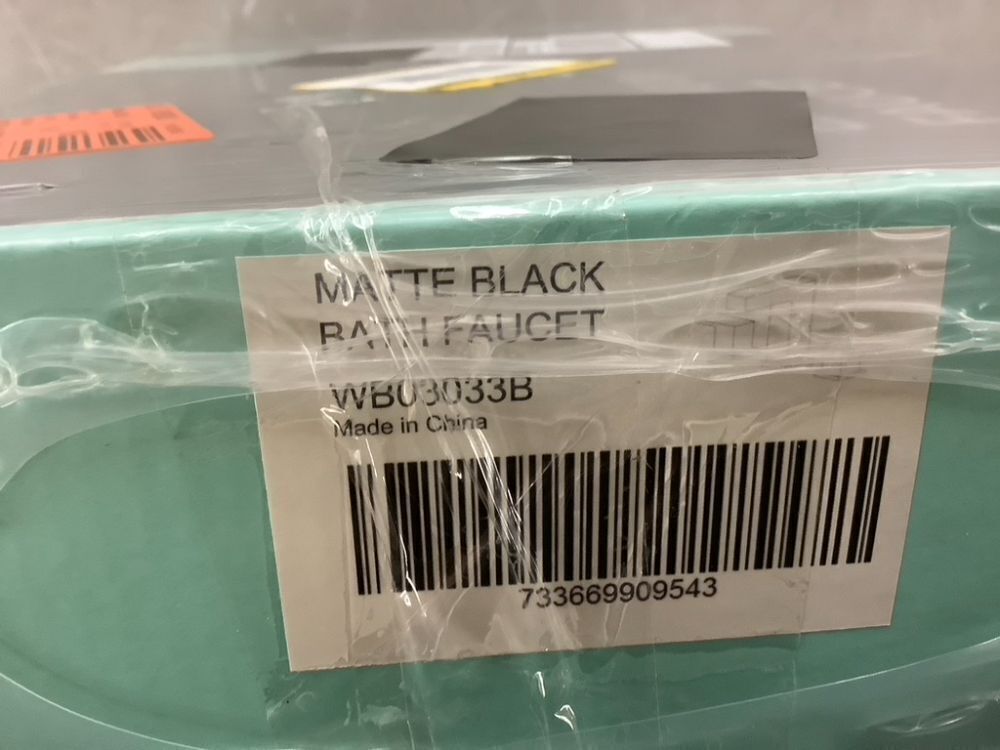 MATTE BLACK
BATH FAUCET
WB03033B
Made in China
733669909543